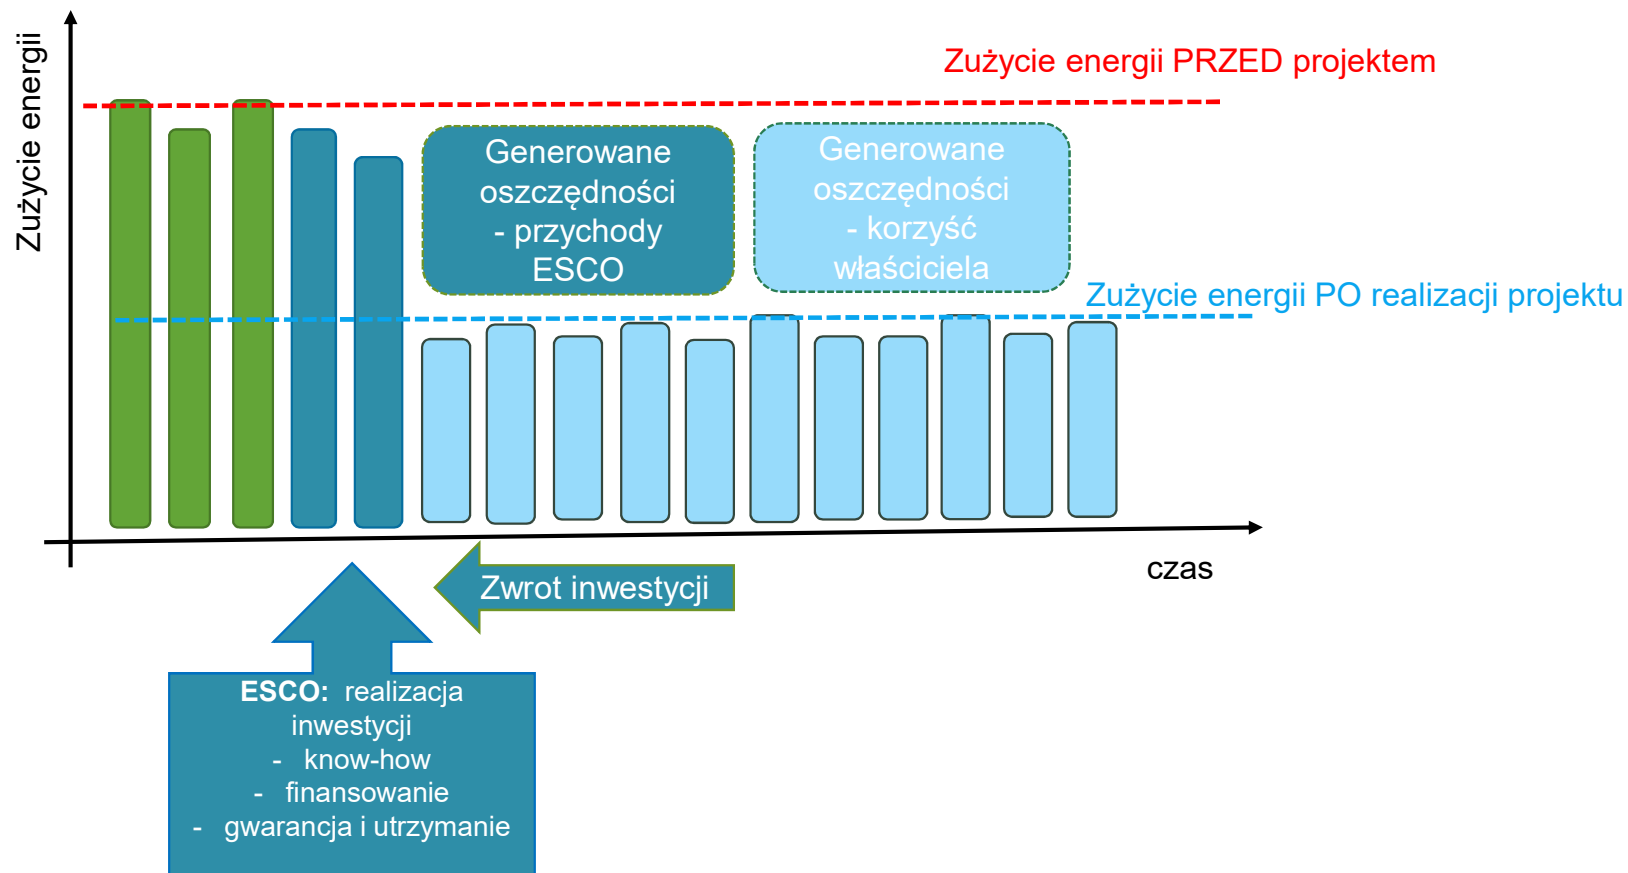 Zużycie energii
Zużycie energii PRZED projektem
Generowane
oszczędności
- przychody
ESCO
Generowane
oszczędności
- korzyść
właściciela
Zużycie energii PO realizacji projektu
czas
Zwrot inwestycji
ESCO: realizacja
inwestycji
- know-how
- finansowanie
- gwarancja i utrzymanie